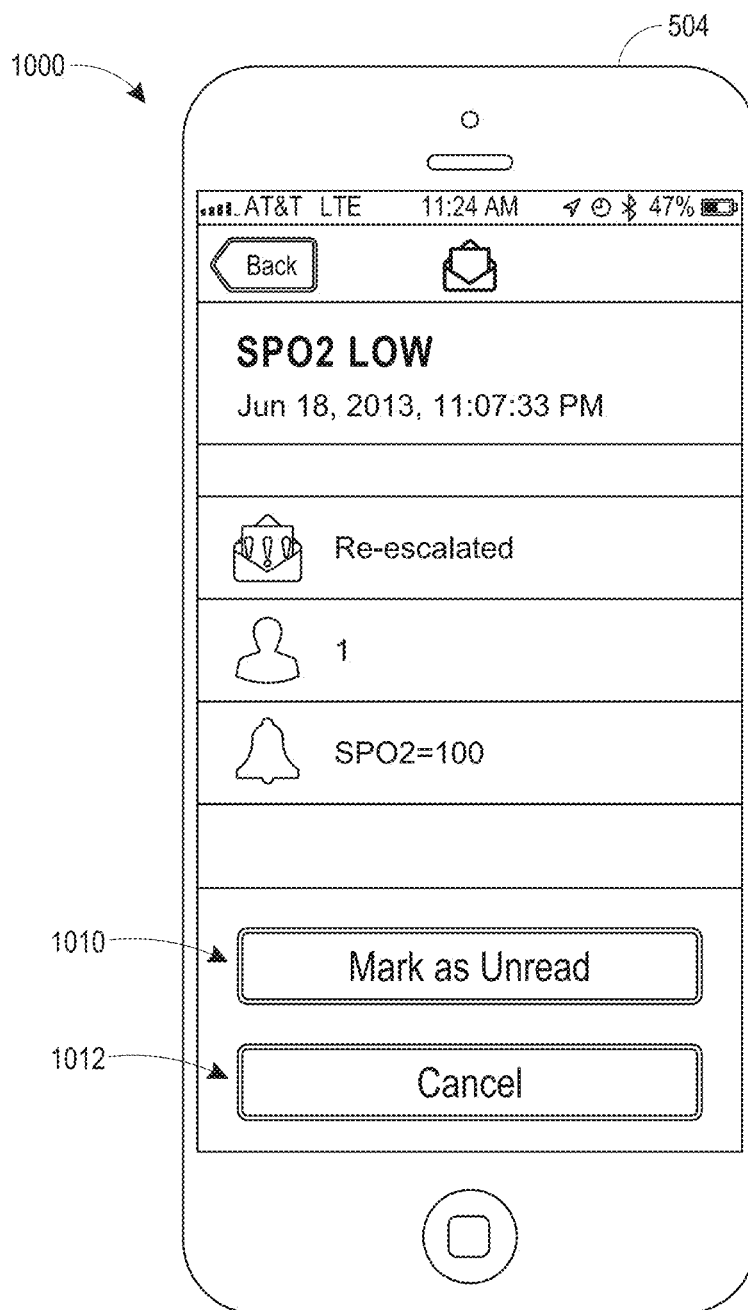 504
1000
AT&T LTE 11:24 AM 47%
Back
SPO2 LOW
Jun 18, 2013, 11:07:33 PM
!!! Re-escalated
1
SPO2=100
1010
Mark as Unread
1012
Cancel